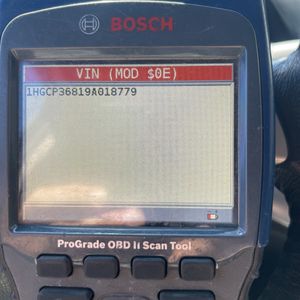 BOSCH
VIN (MOD $0E)
1HGCP36819A018779
ProGrade OBD II Scan Tool